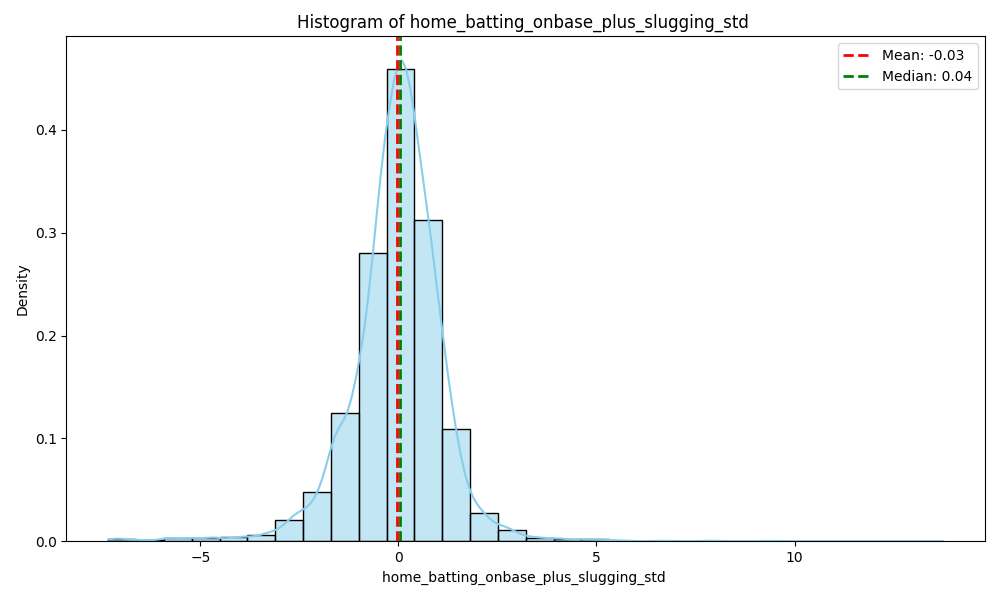 Histogram of home_batting_onbase_plus_slugging_std
Mean: -0.03
Median: 0.04
Density
0.4
0.3
0.2
0.1
0.0
−5
0
5
10
home_batting_onbase_plus_slugging_std